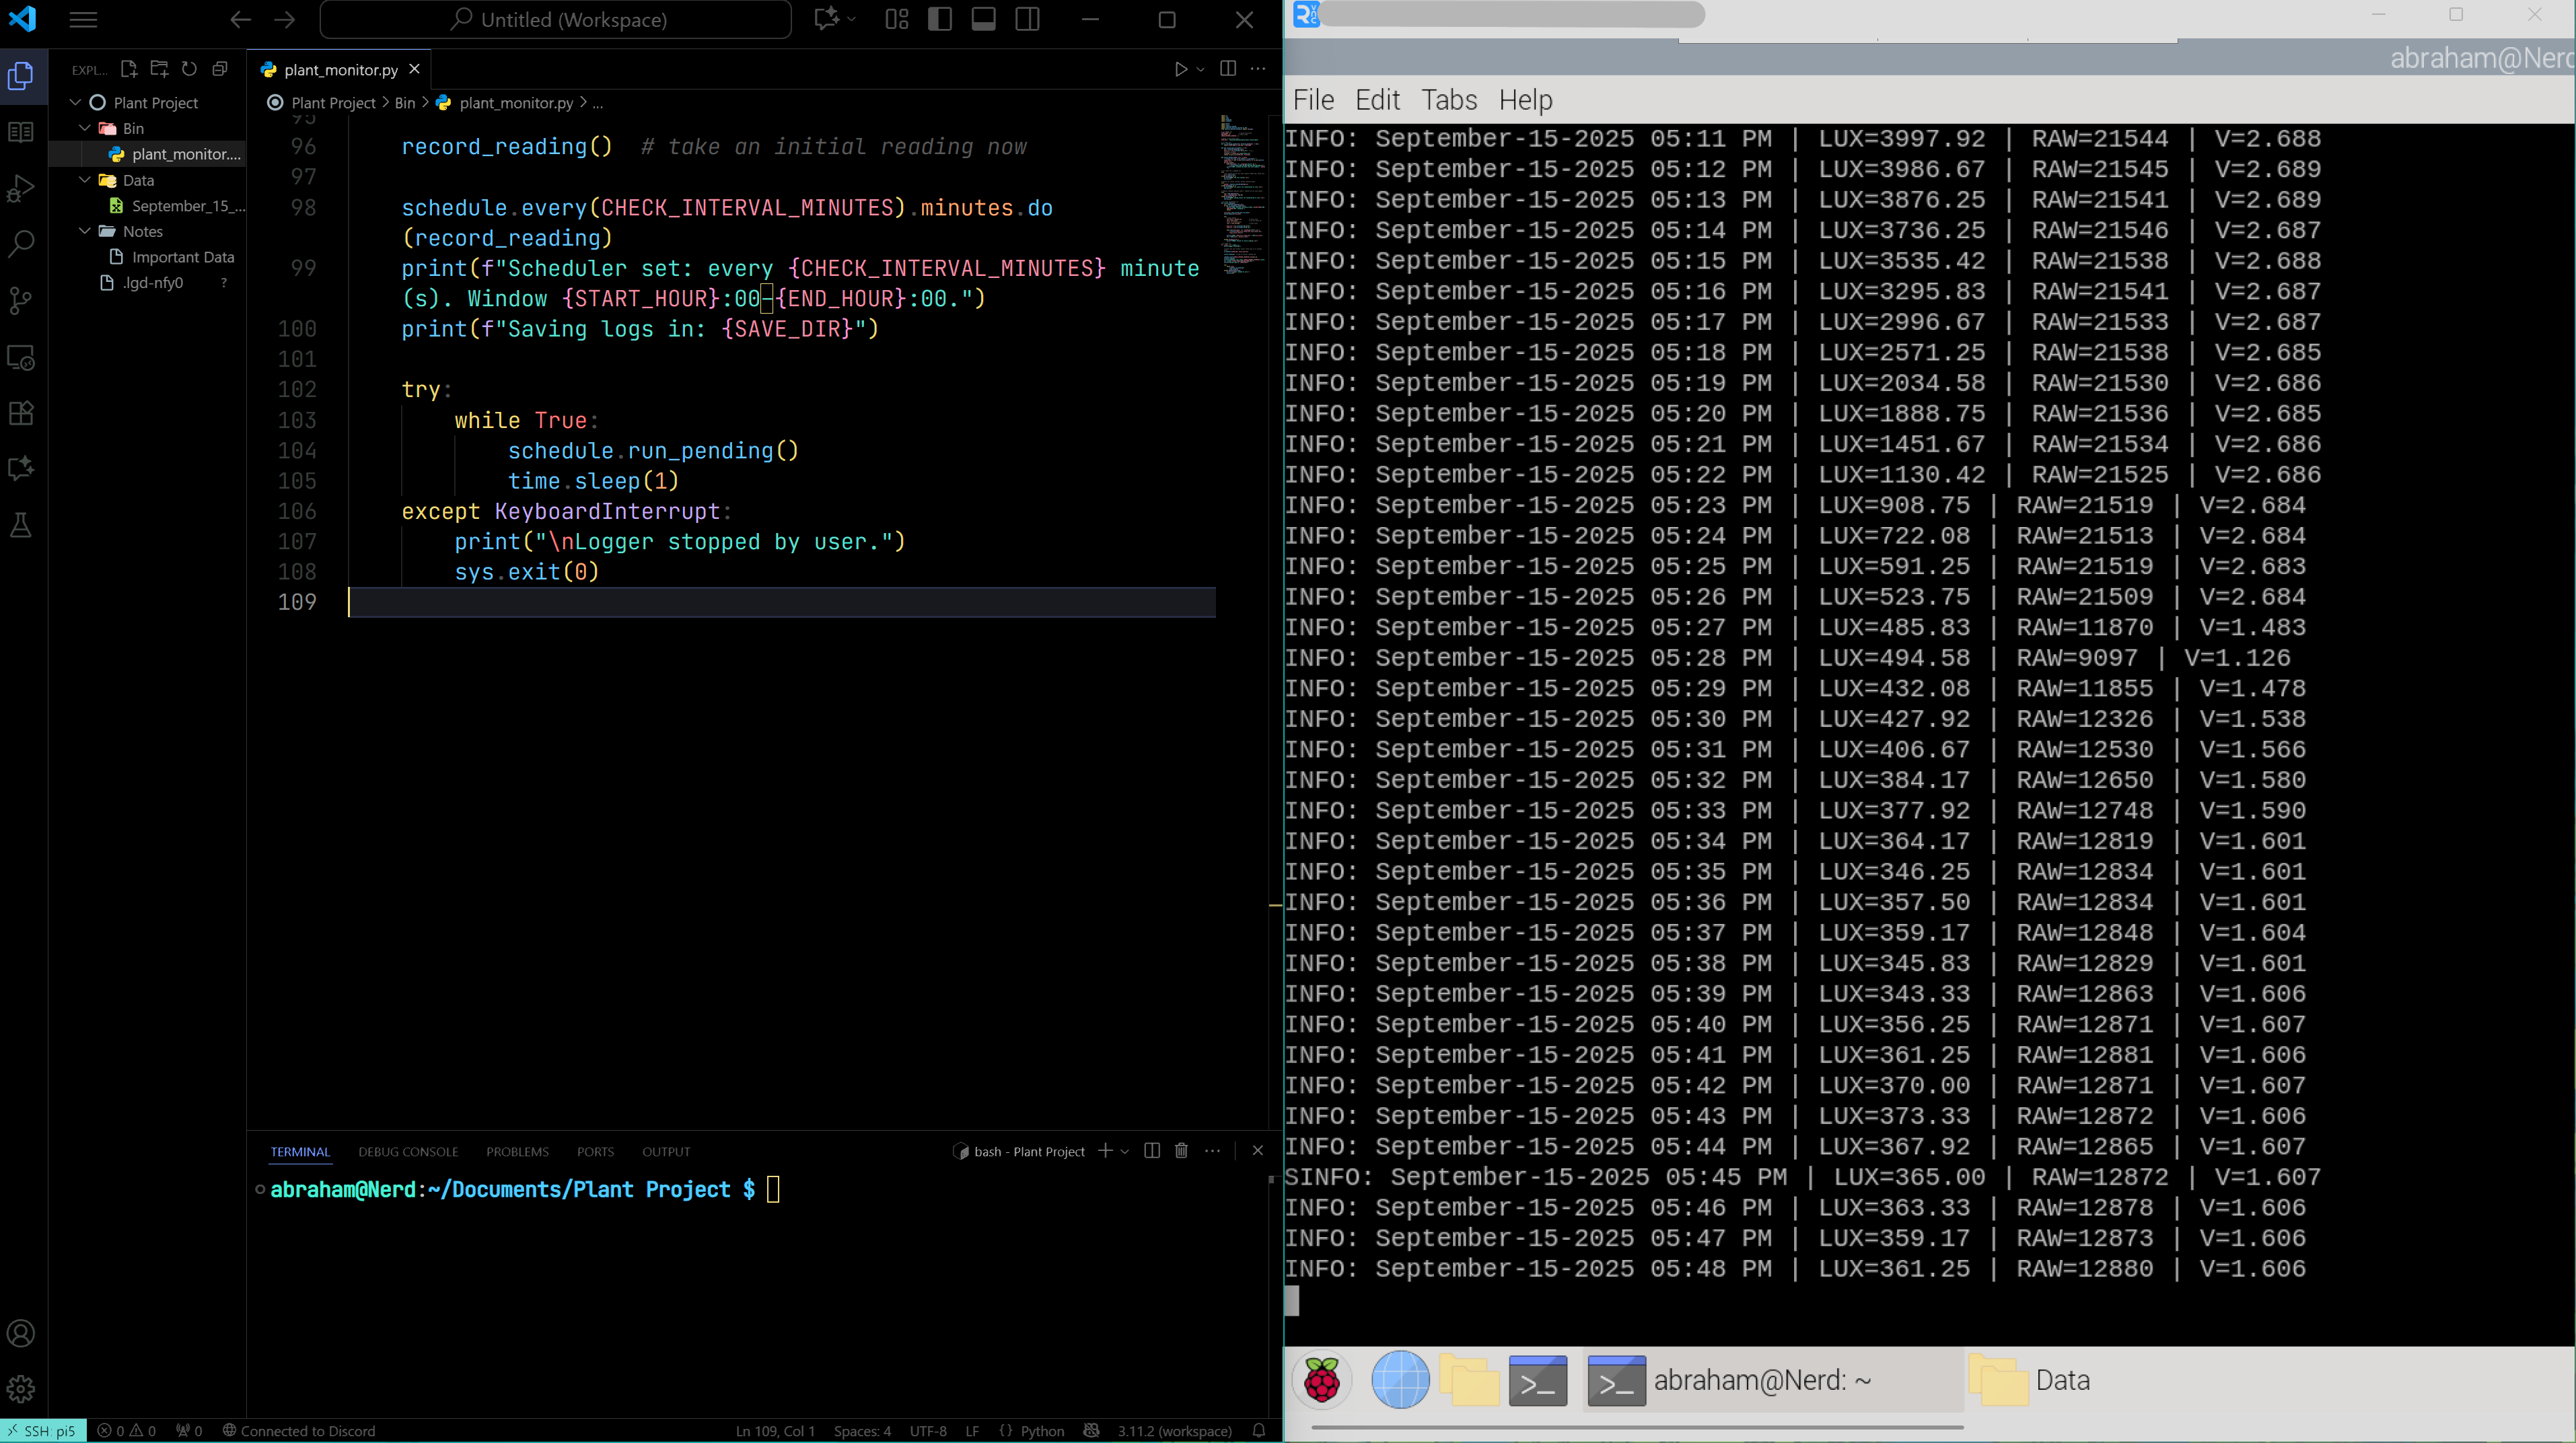 Untitled (Workspace)
EXPL...
plant_monitor.py
Plant Project
Bin
plant_monitor....
Data
September_15_...
Notes
Important Data
.lgd-nfy0 ?
Plant Project > Bin > plant_monitor.py > ...
95
96 record_reading()  # take an initial reading now
97
98 schedule.every(CHECK_INTERVAL_MINUTES).minutes.do
(record_reading)
99 print(f"Scheduler set: every {CHECK_INTERVAL_MINUTES} minute
(s). Window {START_HOUR}:00–{END_HOUR}:00.")
100 print(f"Saving logs in: {SAVE_DIR}")
101
102 try:
103 while True:
104 schedule.run_pending()
105 time.sleep(1)
106 except KeyboardInterrupt:
107 print("\nLogger stopped by user.")
108 sys.exit(0)
109
TERMINAL DEBUG CONSOLE PROBLEMS PORTS OUTPUT
bash - Plant Project
abraham@Nerd:~/Documents/Plant Project $
SSH: pi5 0 0 0 Connected to Discord Ln 109, Col 1 Spaces: 4 UTF-8 LF {} Python 3.11.2 (workspace)
abraham@Nerd
File Edit Tabs Help
INFO: September-15-2025 05:11 PM | LUX=3997.92 | RAW=21544 | V=2.688
INFO: September-15-2025 05:12 PM | LUX=3986.67 | RAW=21545 | V=2.689
INFO: September-15-2025 05:13 PM | LUX=3876.25 | RAW=21541 | V=2.689
INFO: September-15-2025 05:14 PM | LUX=3736.25 | RAW=21546 | V=2.687
INFO: September-15-2025 05:15 PM | LUX=3535.42 | RAW=21538 | V=2.688
INFO: September-15-2025 05:16 PM | LUX=3295.83 | RAW=21541 | V=2.687
INFO: September-15-2025 05:17 PM | LUX=2996.67 | RAW=21533 | V=2.687
INFO: September-15-2025 05:18 PM | LUX=2571.25 | RAW=21538 | V=2.685
INFO: September-15-2025 05:19 PM | LUX=2034.58 | RAW=21530 | V=2.686
INFO: September-15-2025 05:20 PM | LUX=1888.75 | RAW=21536 | V=2.685
INFO: September-15-2025 05:21 PM | LUX=1451.67 | RAW=21534 | V=2.686
INFO: September-15-2025 05:22 PM | LUX=1130.42 | RAW=21525 | V=2.686
INFO: September-15-2025 05:23 PM | LUX=908.75 | RAW=21519 | V=2.684
INFO: September-15-2025 05:24 PM | LUX=722.08 | RAW=21513 | V=2.684
INFO: September-15-2025 05:25 PM | LUX=591.25 | RAW=21519 | V=2.683
INFO: September-15-2025 05:26 PM | LUX=523.75 | RAW=21509 | V=2.684
INFO: September-15-2025 05:27 PM | LUX=485.83 | RAW=11870 | V=1.483
INFO: September-15-2025 05:28 PM | LUX=494.58 | RAW=9097 | V=1.126
INFO: September-15-2025 05:29 PM | LUX=432.08 | RAW=11855 | V=1.478
INFO: September-15-2025 05:30 PM | LUX=427.92 | RAW=12326 | V=1.538
INFO: September-15-2025 05:31 PM | LUX=406.67 | RAW=12530 | V=1.566
INFO: September-15-2025 05:32 PM | LUX=384.17 | RAW=12650 | V=1.580
INFO: September-15-2025 05:33 PM | LUX=377.92 | RAW=12748 | V=1.590
INFO: September-15-2025 05:34 PM | LUX=364.17 | RAW=12819 | V=1.601
INFO: September-15-2025 05:35 PM | LUX=346.25 | RAW=12834 | V=1.601
INFO: September-15-2025 05:36 PM | LUX=357.50 | RAW=12834 | V=1.601
INFO: September-15-2025 05:37 PM | LUX=359.17 | RAW=12848 | V=1.604
INFO: September-15-2025 05:38 PM | LUX=345.83 | RAW=12829 | V=1.601
INFO: September-15-2025 05:39 PM | LUX=343.33 | RAW=12863 | V=1.606
INFO: September-15-2025 05:40 PM | LUX=356.25 | RAW=12871 | V=1.607
INFO: September-15-2025 05:41 PM | LUX=361.25 | RAW=12881 | V=1.606
INFO: September-15-2025 05:42 PM | LUX=370.00 | RAW=12871 | V=1.607
INFO: September-15-2025 05:43 PM | LUX=373.33 | RAW=12872 | V=1.606
INFO: September-15-2025 05:44 PM | LUX=367.92 | RAW=12865 | V=1.607
SINFO: September-15-2025 05:45 PM | LUX=365.00 | RAW=12872 | V=1.607
INFO: September-15-2025 05:46 PM | LUX=363.33 | RAW=12878 | V=1.606
INFO: September-15-2025 05:47 PM | LUX=359.17 | RAW=12873 | V=1.606
INFO: September-15-2025 05:48 PM | LUX=361.25 | RAW=12880 | V=1.606
abraham@Nerd: ~ Data